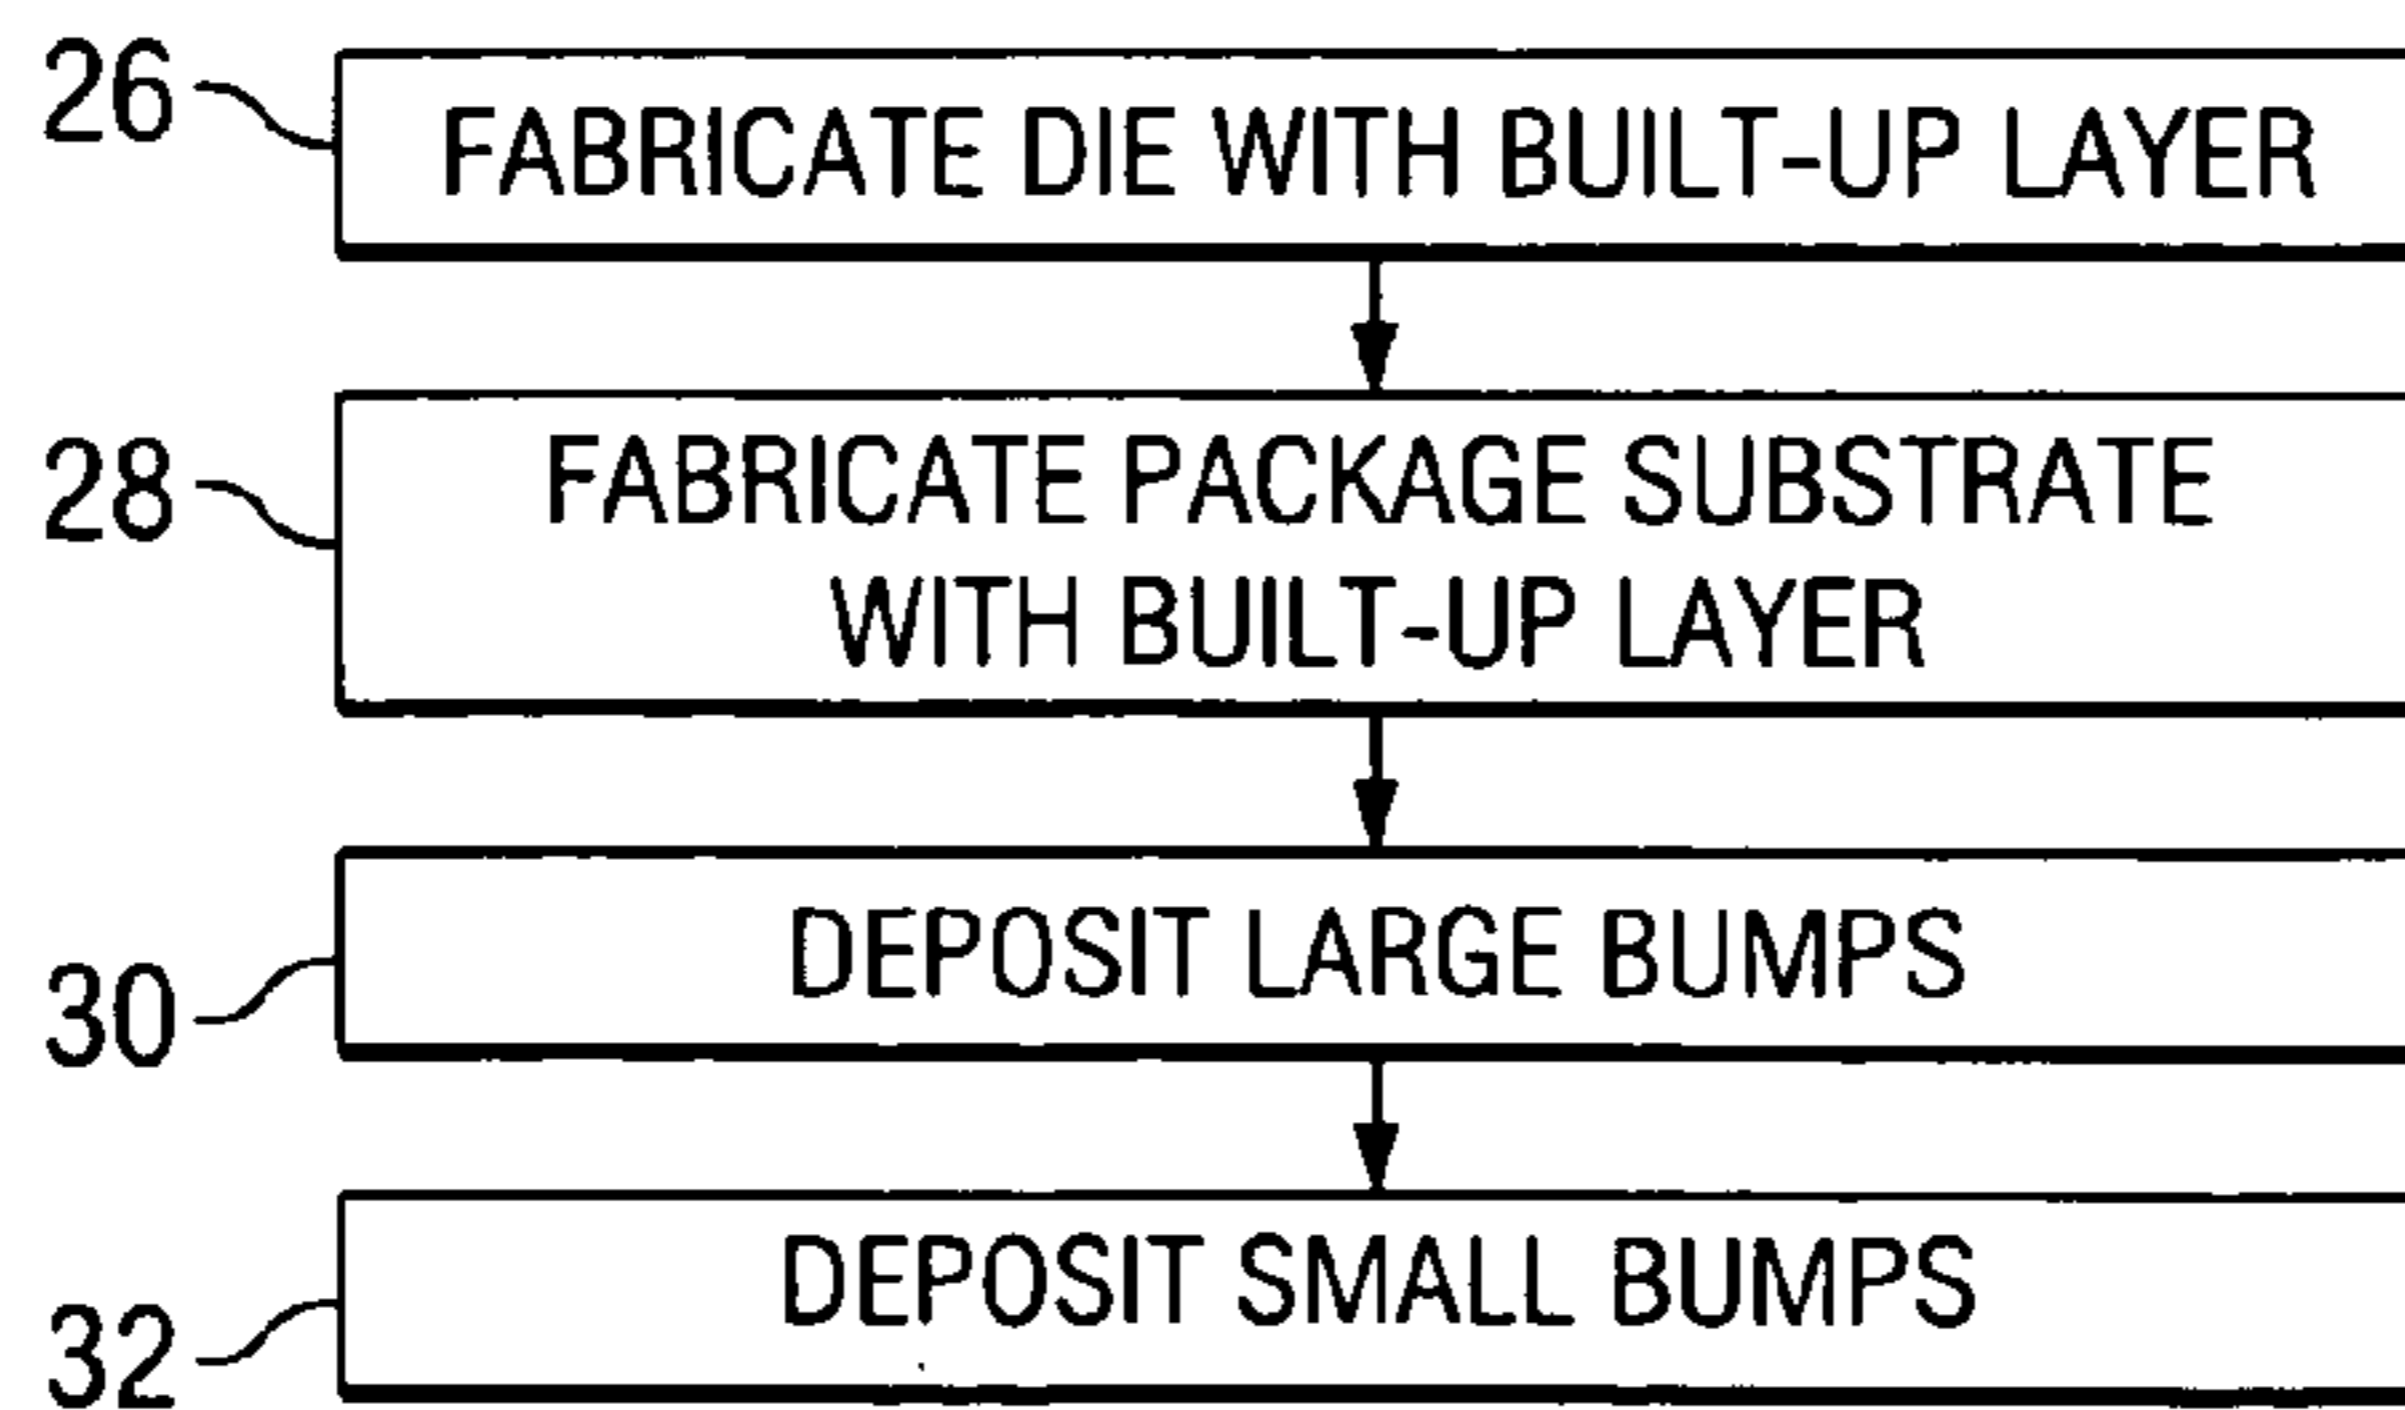 26
FABRICATE DIE WITH BUILT-UP LAYER
28
FABRICATE PACKAGE SUBSTRATE
WITH BUILT-UP LAYER
30
DEPOSIT LARGE BUMPS
32
DEPOSIT SMALL BUMPS